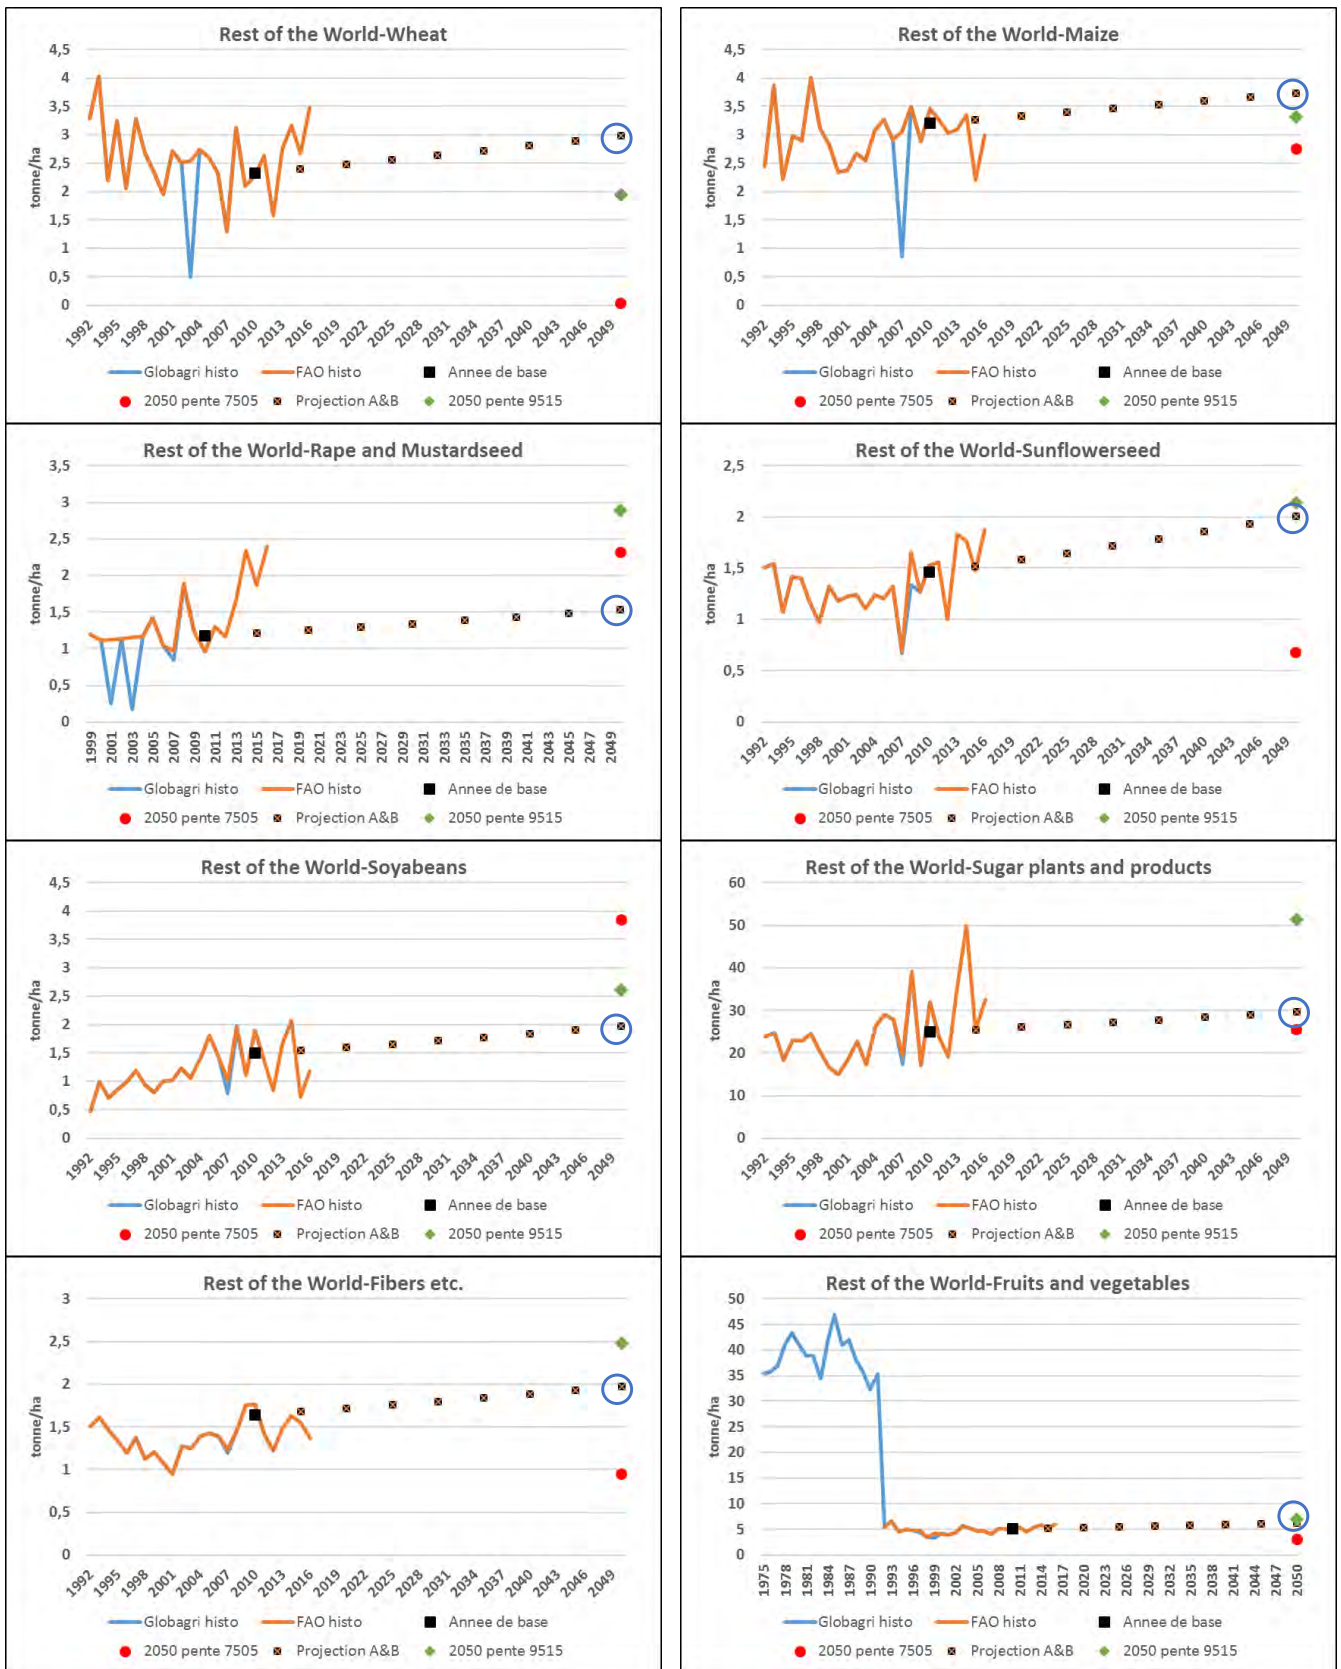 Rest of the World-Wheat
4,5
4
3,5
3
2,5
2
1,5
1
0,5
0
tonne/ha
1992 1995 1998 2001 2004 2007 2010 2013 2016 2019 2022 2025 2028 2031 2034 2037 2040 2043 2046 2049
Globagri histo FAO histo Annee de base
2050 pente 7505 Projection A&B 2050 pente 9515
Rest of the World-Maize
4,5
4
3,5
3
2,5
2
1,5
1
0,5
0
tonne/ha
1992 1995 1998 2001 2004 2007 2010 2013 2016 2019 2022 2025 2028 2031 2034 2037 2040 2043 2046 2049
Globagri histo FAO histo Annee de base
2050 pente 7505 Projection A&B 2050 pente 9515
Rest of the World-Rape and Mustardseed
3,5
3
2,5
2
1,5
1
0,5
0
tonne/ha
1999 2001 2003 2005 2007 2009 2011 2013 2015 2017 2019 2021 2023 2025 2027 2029 2031 2033 2035 2037 2039 2041 2043 2045 2047 2049
Globagri histo FAO histo Annee de base
2050 pente 7505 Projection A&B 2050 pente 9515
Rest of the World-Sunflowerseed
2,5
2
1,5
1
0,5
0
tonne/ha
1992 1995 1998 2001 2004 2007 2010 2013 2016 2019 2022 2025 2028 2031 2034 2037 2040 2043 2046 2049
Globagri histo FAO histo Annee de base
2050 pente 7505 Projection A&B 2050 pente 9515
Rest of the World-Soyabeans
4,5
4
3,5
3
2,5
2
1,5
1
0,5
0
tonne/ha
1992 1995 1998 2001 2004 2007 2010 2013 2016 2019 2022 2025 2028 2031 2034 2037 2040 2043 2046 2049
Globagri histo FAO histo Annee de base
2050 pente 7505 Projection A&B 2050 pente 9515
Rest of the World-Sugar plants and products
60
50
40
30
20
10
0
tonne/ha
1992 1995 1998 2001 2004 2007 2010 2013 2016 2019 2022 2025 2028 2031 2034 2037 2040 2043 2046 2049
Globagri histo FAO histo Annee de base
2050 pente 7505 Projection A&B 2050 pente 9515
Rest of the World-Fibers etc.
3
2,5
2
1,5
1
0,5
0
tonne/ha
1992 1995 1998 2001 2004 2007 2010 2013 2016 2019 2022 2025 2028 2031 2034 2037 2040 2043 2046 2049
Globagri histo FAO histo Annee de base
2050 pente 7505 Projection A&B 2050 pente 9515
Rest of the World-Fruits and vegetables
50
45
40
35
30
25
20
15
10
5
0
tonne/ha
1975 1978 1981 1984 1987 1990 1993 1996 1999 2002 2005 2008 2011 2014 2017 2020 2023 2026 2029 2032 2035 2038 2041 2044 2047 2050
Globagri histo FAO histo Annee de base
2050 pente 7505 Projection A&B 2050 pente 9515